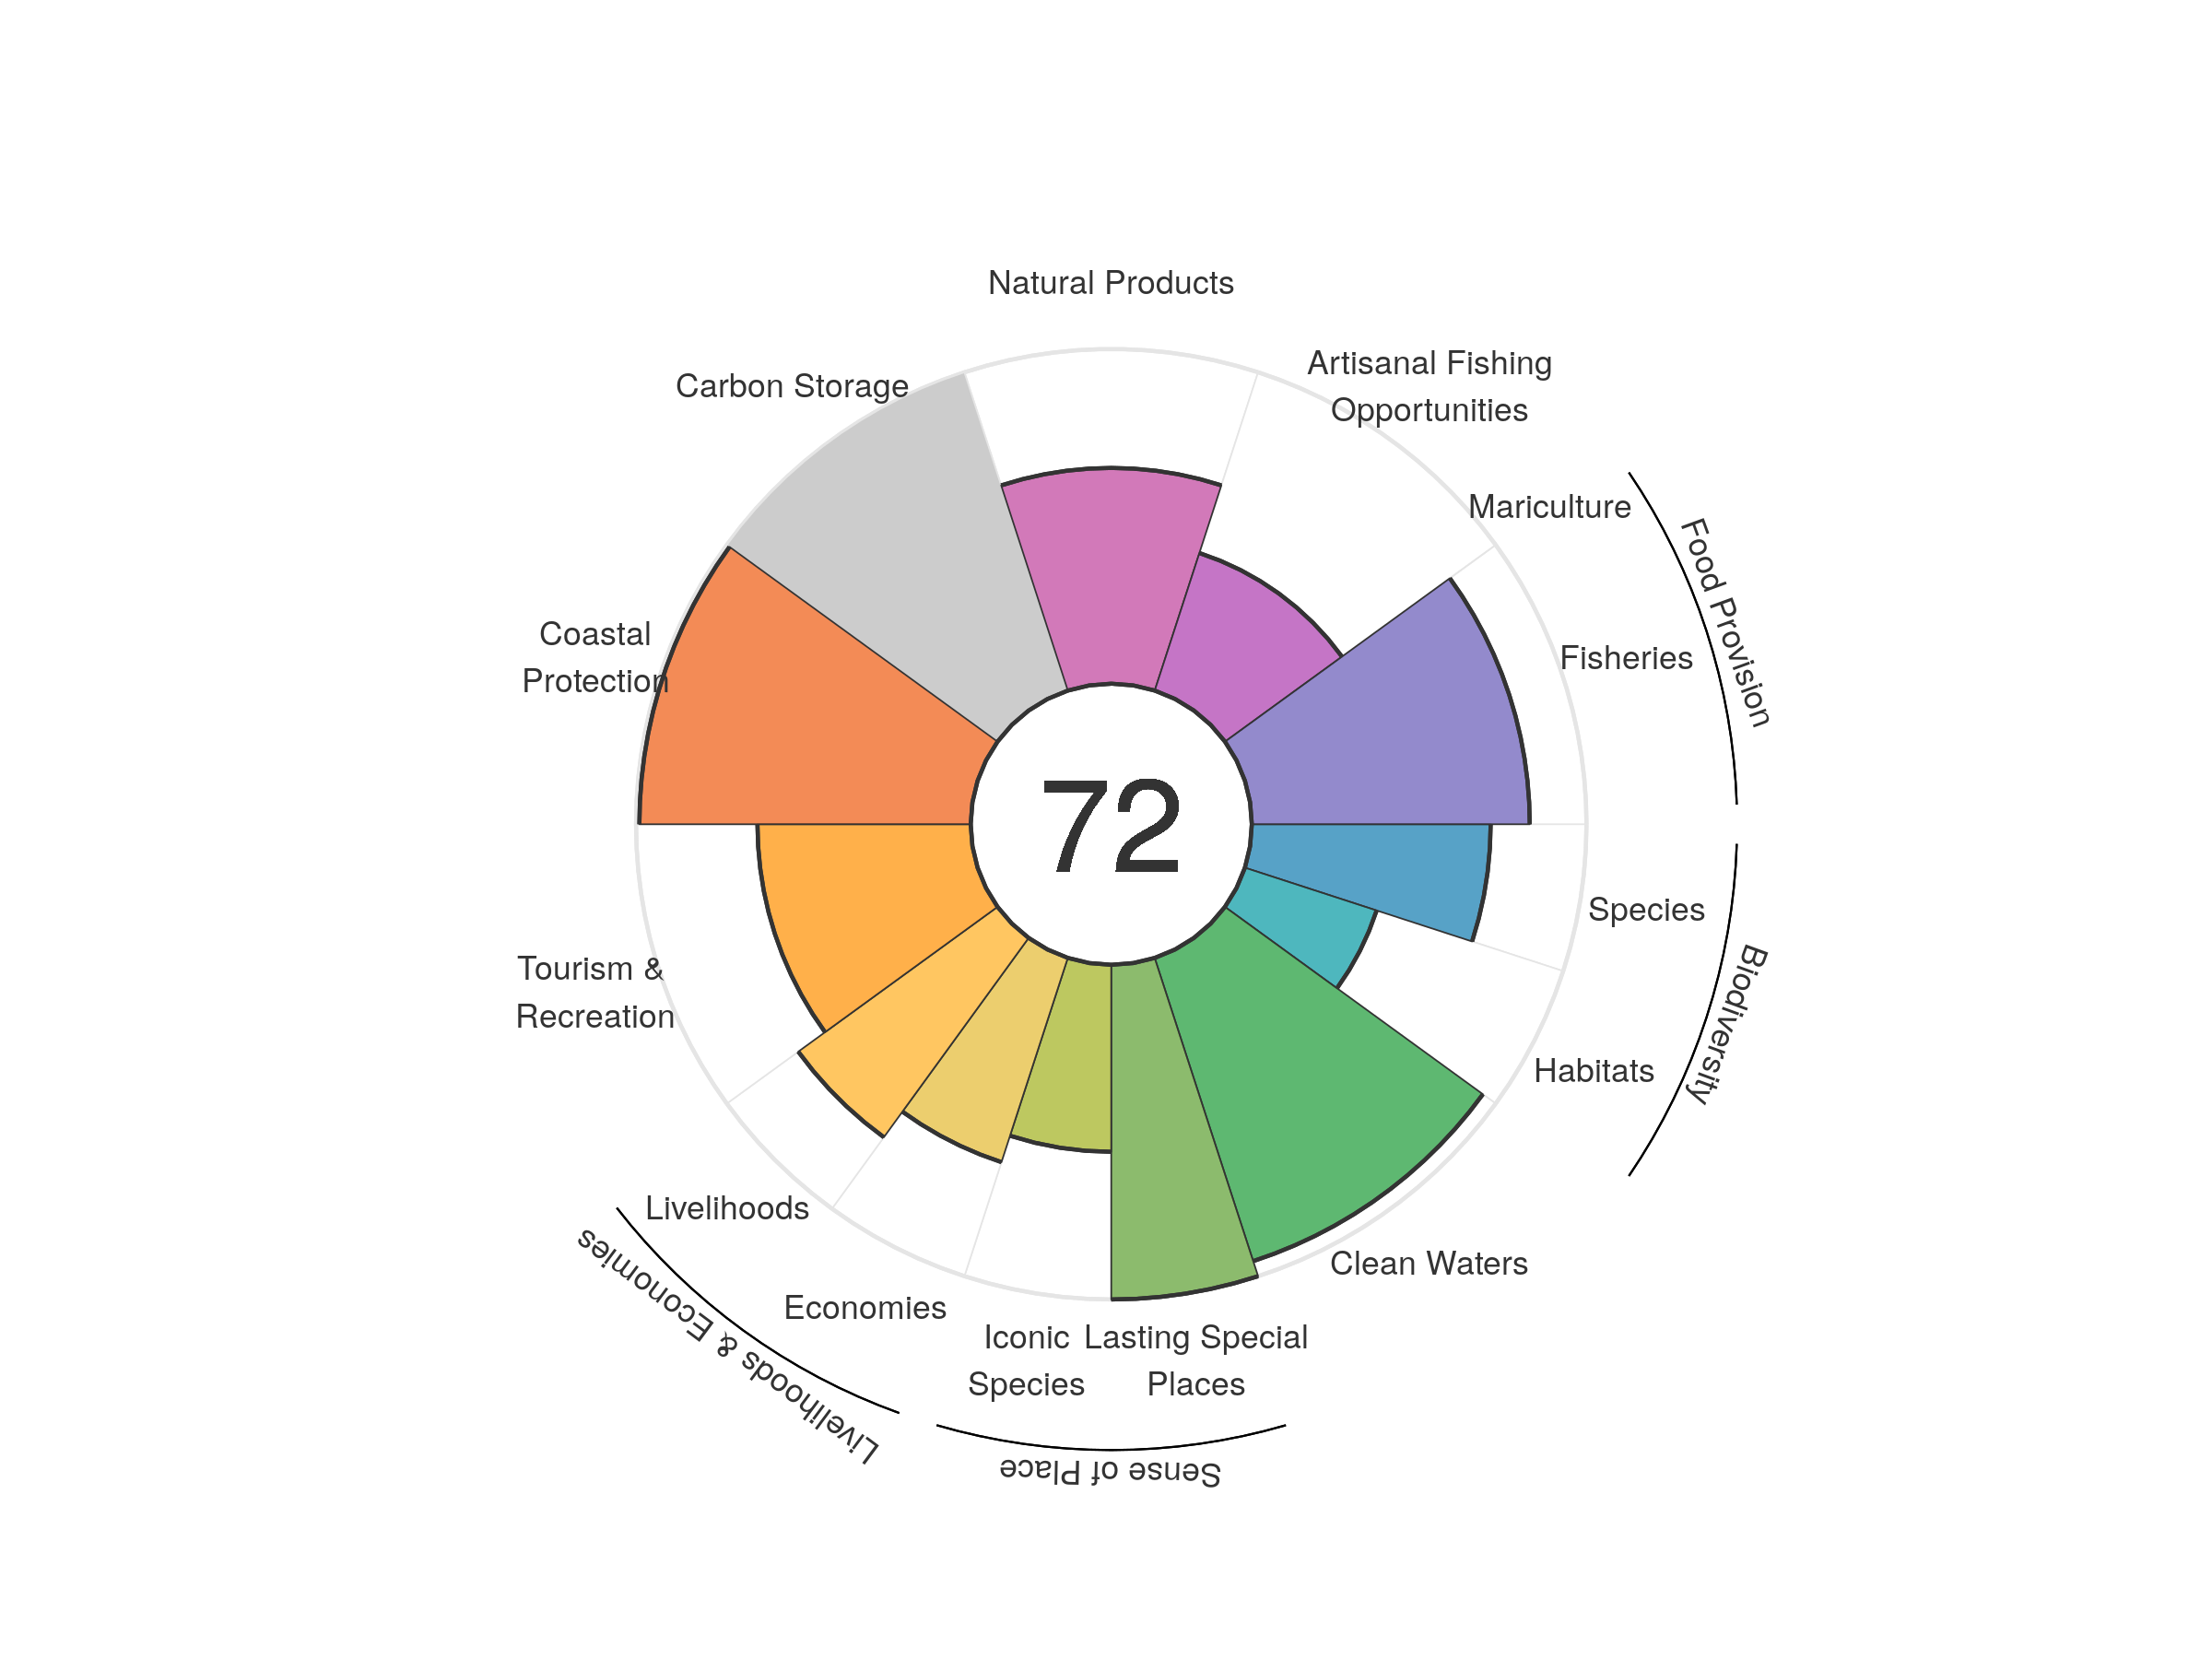 Natural Products
Artisanal Fishing
Opportunities
Carbon Storage
Mariculture
Food Provision
Coastal
Protection
Fisheries
72
Species
Tourism &
Recreation
Biodiversity
Habitats
Livelihoods
Clean Waters
Economies
Livelihoods & Economies
Iconic
Species
Lasting Special
Places
Sense of Place